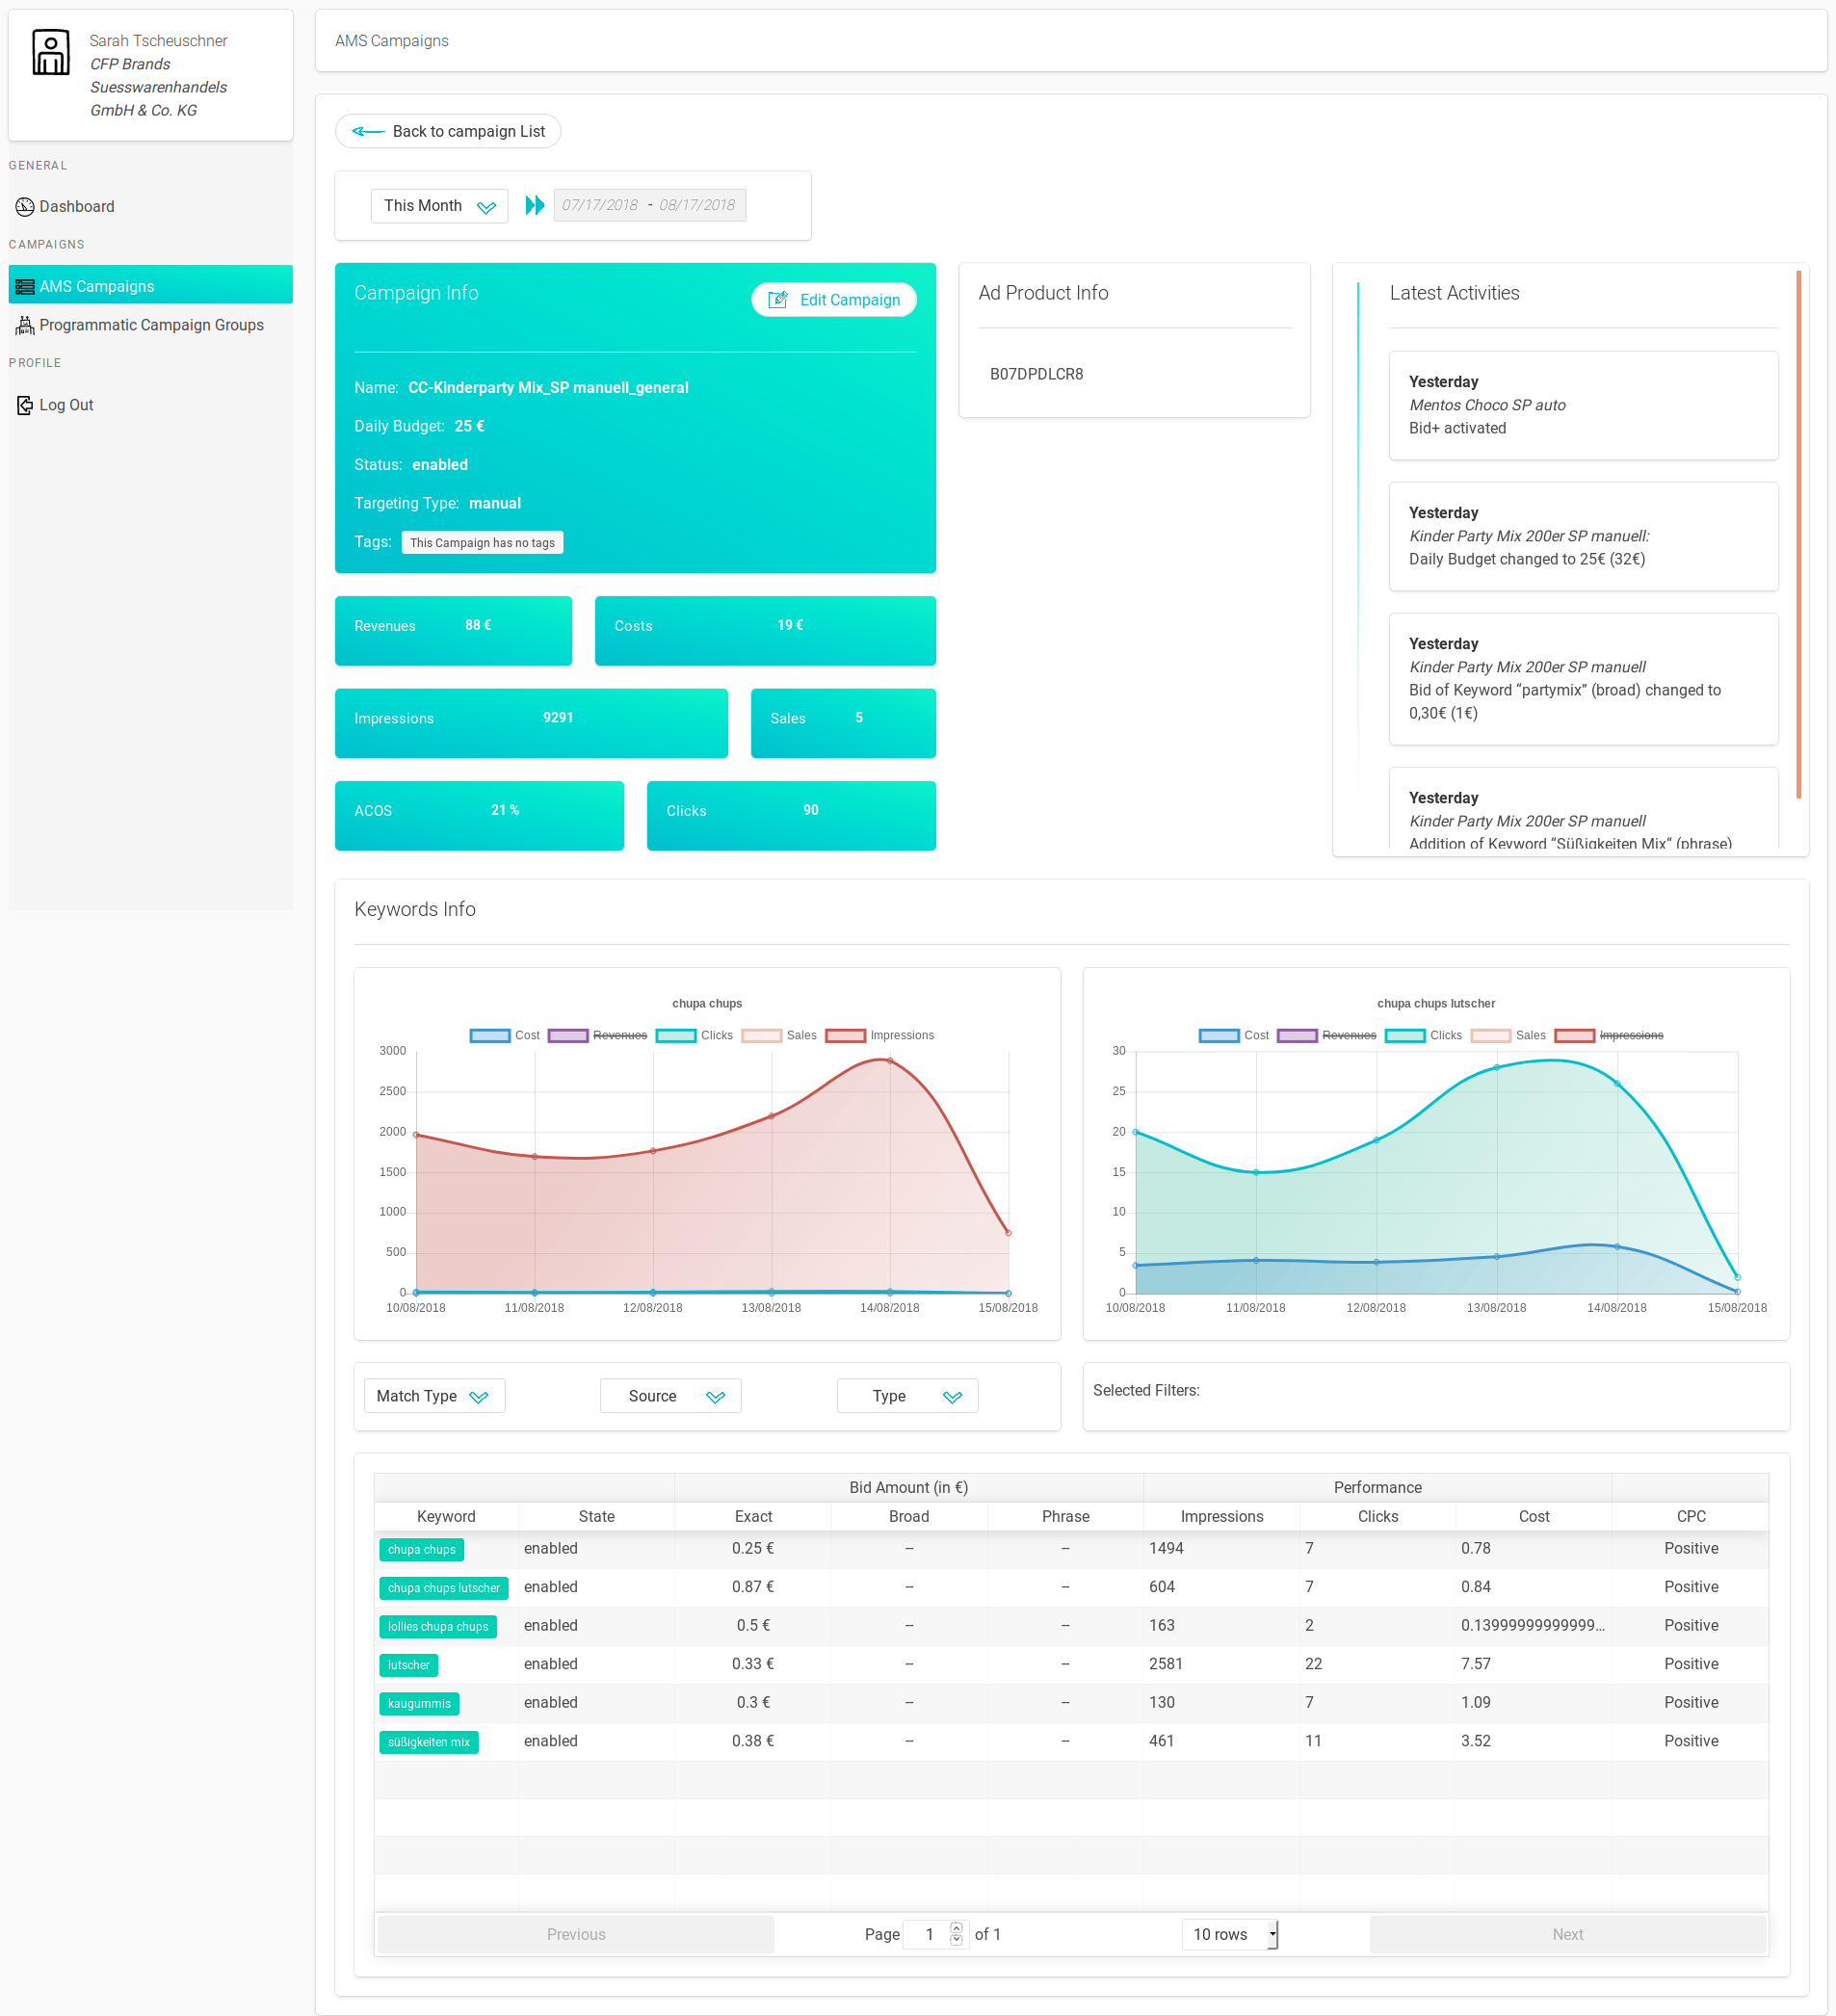 Sarah Tscheuschner
CFP Brands
Suesswarenhandels
GmbH & Co. KG
GENERAL
Dashboard
CAMPAIGNS
AMS Campaigns
Programmatic Campaign Groups
PROFILE
Log Out
AMS Campaigns
Back to campaign List
This Month 07/17/2018 - 08/17/2018
Campaign Info Edit Campaign
Name: CC-Kinderparty Mix_SP manuell_general
Daily Budget: 25 €
Status: enabled
Targeting Type: manual
Tags: This Campaign has no tags
Revenues 88 € Costs 19 €
Impressions 9291 Sales 5
ACOS 21 % Clicks 90
Ad Product Info
B07DPDLCR8
Latest Activities
Yesterday
Mentos Choco SP auto
Bid+ activated
Yesterday
Kinder Party Mix 200er SP manuell:
Daily Budget changed to 25€ (32€)
Yesterday
Kinder Party Mix 200er SP manuell
Bid of Keyword “partymix” (broad) changed to
0,30€ (1€)
Yesterday
Kinder Party Mix 200er SP manuell
Addition of Keyword “Süßigkeiten Mix“ (phrase)
Keywords Info
chupa chups
Cost Revenues Clicks Sales Impressions
3000
2500
2000
1500
1000
500
0
10/08/2018 11/08/2018 12/08/2018 13/08/2018 14/08/2018 15/08/2018
chupa chups lutscher
Cost Revenues Clicks Sales Impressions
30
25
20
15
10
5
0
10/08/2018 11/08/2018 12/08/2018 13/08/2018 14/08/2018 15/08/2018
Match Type Source Type
Selected Filters:
Bid Amount (in €) Performance
Keyword State Exact Broad Phrase Impressions Clicks Cost CPC
chupa chups enabled 0.25 € -- -- 1494 7 0.78 Positive
chupa chups lutscher enabled 0.87 € -- -- 604 7 0.84 Positive
lollies chupa chups enabled 0.5 € -- -- 163 2 0.13999999999999... Positive
lutscher enabled 0.33 € -- -- 2581 22 7.57 Positive
kaugummis enabled 0.3 € -- -- 130 7 1.09 Positive
süßigkeiten mix enabled 0.38 € -- -- 461 11 3.52 Positive
Previous Page 1 of 1 10 rows Next